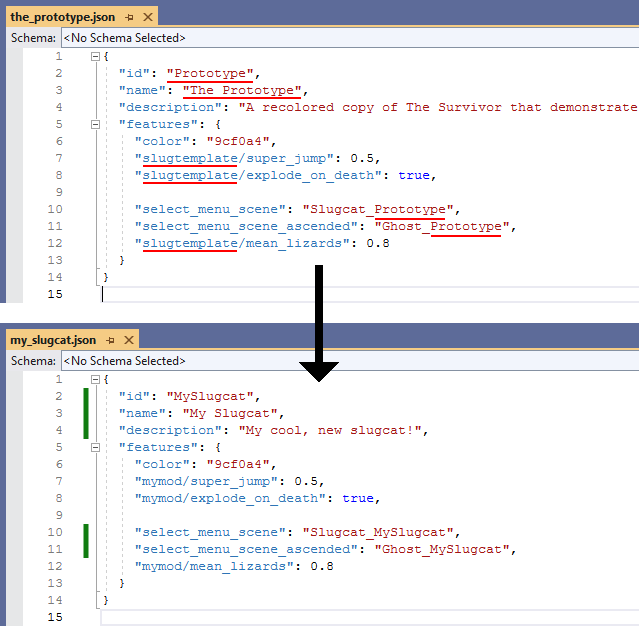 the_prototype.json
Schema: <No Schema Selected>
1 {
2 "id": "Prototype",
3 "name": "The Prototype",
4 "description": "A recolored copy of The Survivor that demonstrate
5 "features": {
6 "color": "9cf0a4",
7 "slugtemplate/super_jump": 0.5,
8 "slugtemplate/explode_on_death": true,
9
10 "select_menu_scene": "Slugcat_Prototype",
11 "select_menu_scene_ascended": "Ghost_Prototype",
12 "slugtemplate/mean_lizards": 0.8
13 }
14 }
15
my_slugcat.json
Schema: <No Schema Selected>
1 {
2 "id": "MySlugcat",
3 "name": "My Slugcat",
4 "description": "My cool, new slugcat!",
5 "features": {
6 "color": "9cf0a4",
7 "mymod/super_jump": 0.5,
8 "mymod/explode_on_death": true,
9
10 "select_menu_scene": "Slugcat_MySlugcat",
11 "select_menu_scene_ascended": "Ghost_MySlugcat",
12 "mymod/mean_lizards": 0.8
13 }
14 }
15